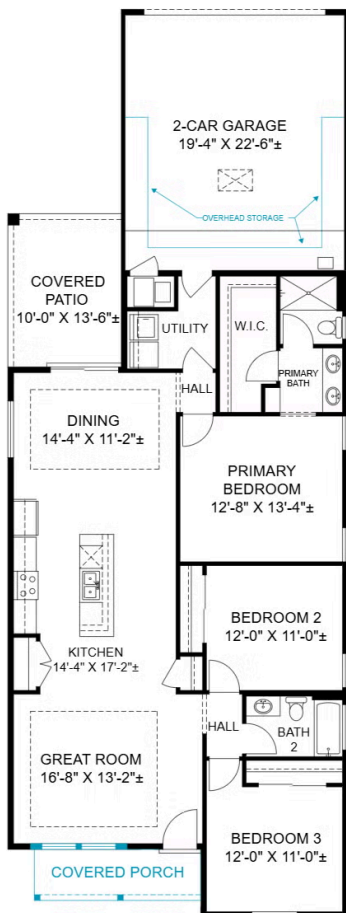 2-CAR GARAGE
19'-4" X 22'-6"±
OVERHEAD STORAGE
COVERED
PATIO
10'-0" X 13'-6"±
UTILITY
W.I.C.
PRIMARY
BATH
HALL
DINING
14'-4" X 11'-2"±
PRIMARY
BEDROOM
12'-8" X 13'-4"±
BEDROOM 2
12'-0" X 11'-0"±
KITCHEN
14'-4" X 17'-2"±
HALL
BATH
2
GREAT ROOM
16'-8" X 13'-2"±
BEDROOM 3
12'-0" X 11'-0"±
COVERED PORCH